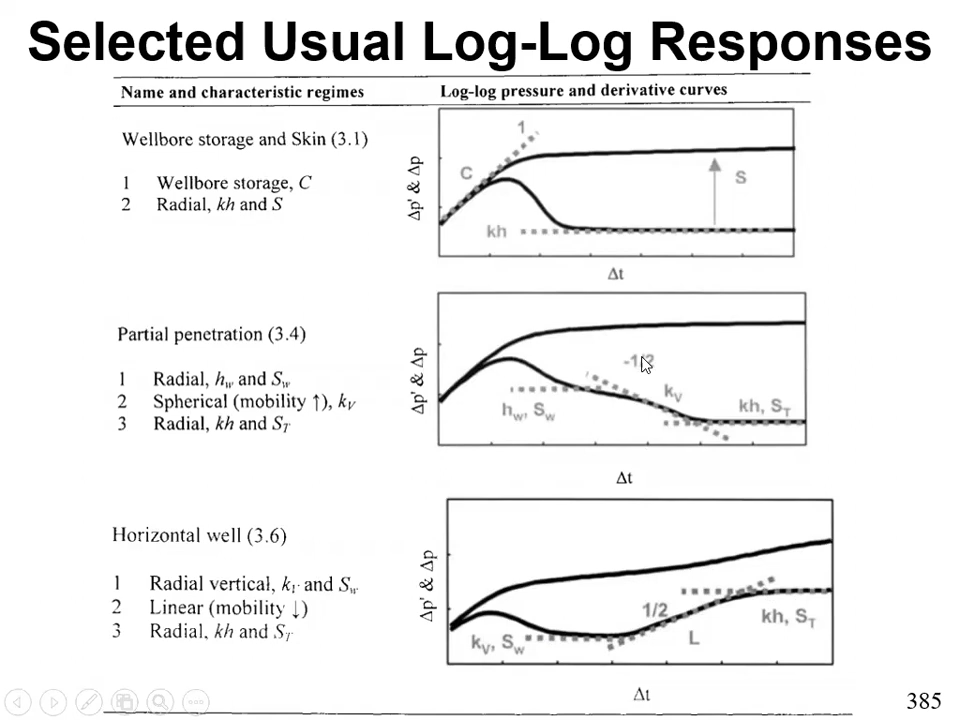 Selected Usual Log-Log Responses
Name and characteristic regimes
Log-log pressure and derivative curves
Wellbore storage and Skin (3.1)
1 Wellbore storage, C
2 Radial, kh and S
Δp' & Δp
1
C
S
kh
Δt
Partial penetration (3.4)
1 Radial, hw and Sw
2 Spherical (mobility ↑), kV
3 Radial, kh and ST
Δp' & Δp
-1/2
kV
hw, Sw
kh, ST
Δt
Horizontal well (3.6)
1 Radial vertical, kV and Sw
2 Linear (mobility ↓)
3 Radial, kh and ST
Δp' & Δp
1/2
kV, Sw
L
kh, ST
Δt
385